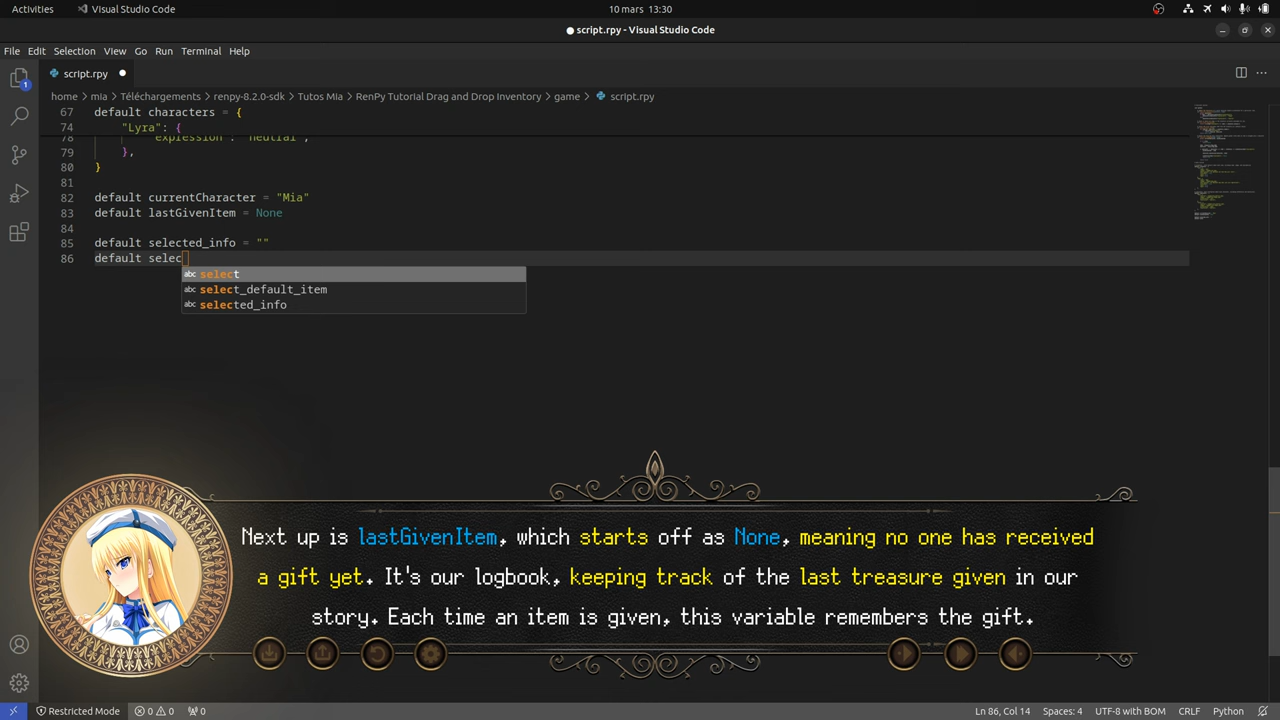 Activities
Visual Studio Code
10 mars 13:30
script.rpy - Visual Studio Code
File Edit Selection View Go Run Terminal Help
script.rpy
home > mia > Téléchargements > renpy-8.2.0-sdk > Tutos Mia > RenPy Tutorial Drag and Drop Inventory > game > script.rpy
67 default characters = {
74 "Lyra": {
78 "expression": "neutral",
79 },
80 }
81
82 default currentCharacter = "Mia"
83 default lastGivenItem = None
84
85 default selected_info = ""
86 default selec
abc select
abc select_default_item
abc selected_info
1
Next up is lastGivenItem, which starts off as None, meaning no one has received
a gift yet. It's our logbook, keeping track of the last treasure given in our
story. Each time an item is given, this variable remembers the gift.
Restricted Mode 0 0 0 Ln 86, Col 14 Spaces: 4 UTF-8 with BOM CRLF Python